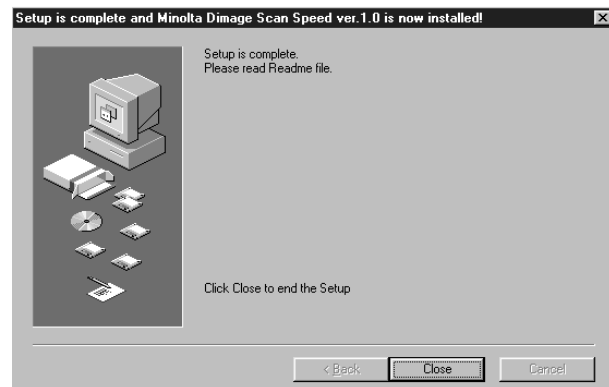 Setup is complete and Minolta Dimage Scan Speed ver.1.0 is now installed!
Setup is complete.
Please read Readme file.
Click Close to end the Setup
< Back
Close
Cancel